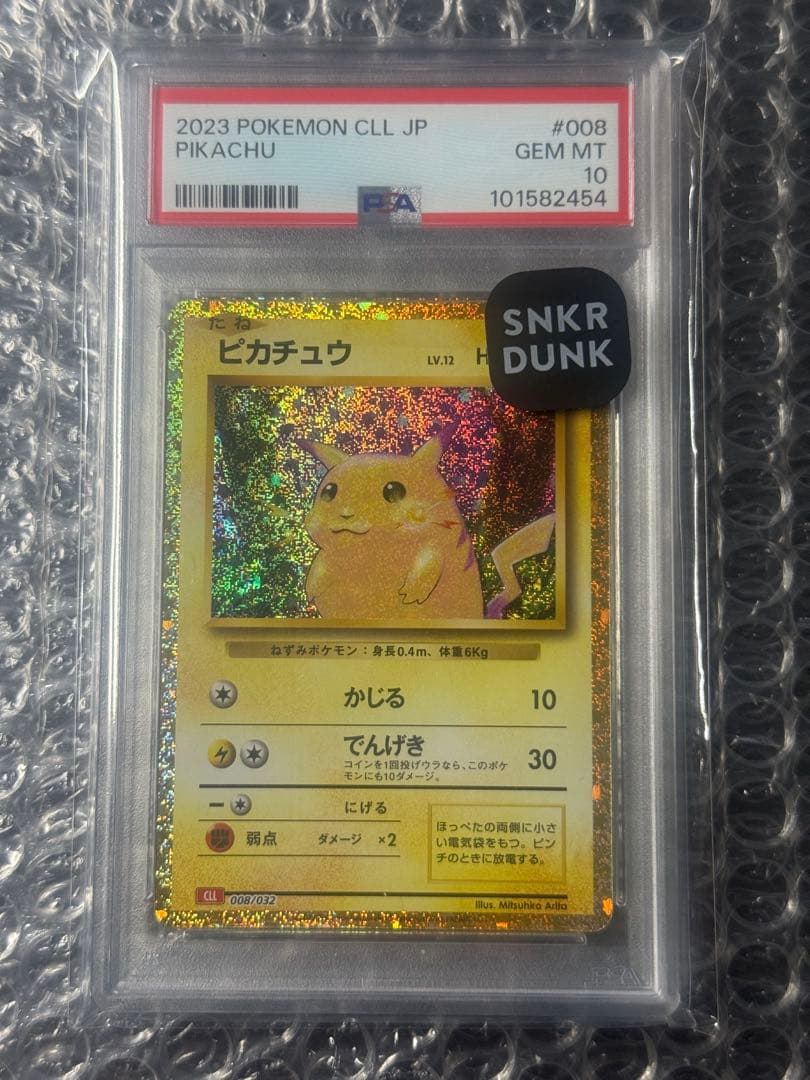 2023 POKEMON CLL JP #008
PIKACHU GEM MT
10
PSA 101582454
SNKR
DUNK
たね
ピカチュウ LV.12 H
ねずみポケモン：身長0.4m、体重6Kg
かじる 10
でんげき 30
コインを1回投げウラなら、このポケ
モンにも10ダメージ。
にげる
弱点 ダメージ ×2
ほっぺたの両側に小さ
い電気袋をもつ。ピン
チのときに放電する。
CLL 008/032
Illus. Mitsuhiro Arita
PSA